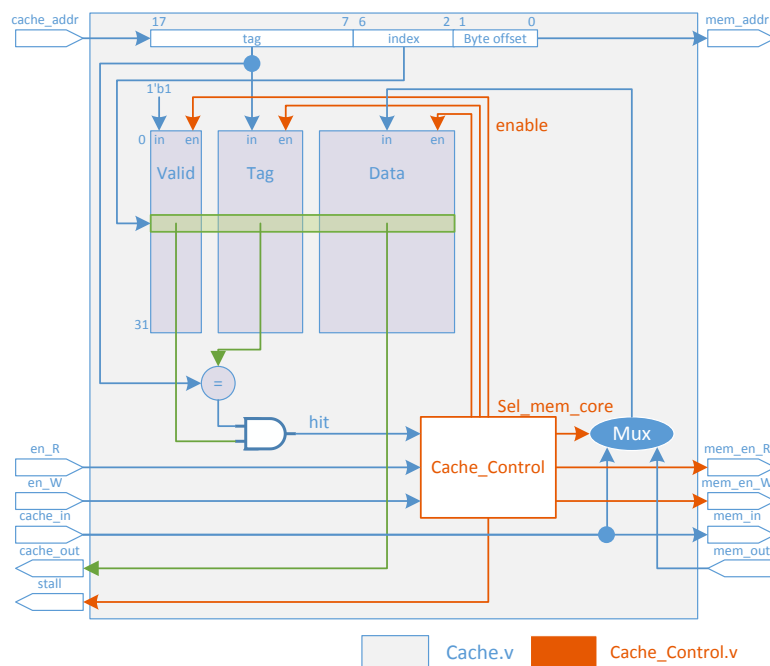 cache_addr
17
7
6
2
1
0
mem_addr
tag
index
Byte offset
1'b1
enable
0
in
en
in
en
in
en
Valid
Tag
Data
31
=
hit
Sel_mem_core
Mux
Cache_Control
en_R
mem_en_R
en_W
mem_en_W
cache_in
mem_in
cache_out
mem_out
stall
Cache.v
Cache_Control.v